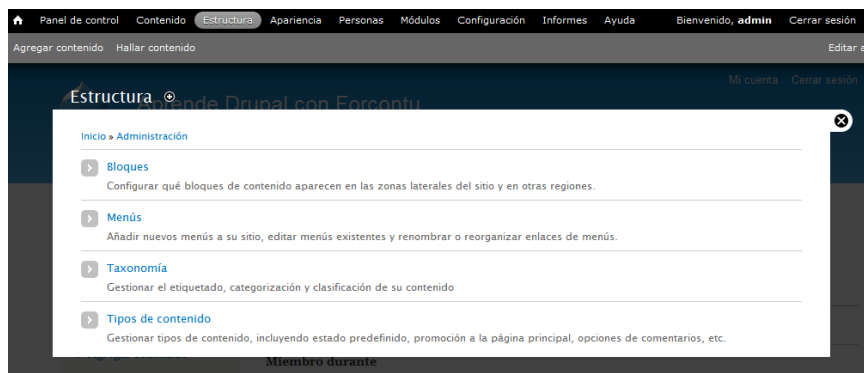 Panel de control Contenido Estructura Apariencia Personas Módulos Configuración Informes Ayuda Bienvenido, admin Cerrar sesión
Agregar contenido Hallar contenido Editar a
Mi cuenta Cerrar sesión
Estructura
Aprende Drupal con Forcontu
Inicio » Administración
Bloques
Configurar qué bloques de contenido aparecen en las zonas laterales del sitio y en otras regiones.
Menús
Añadir nuevos menús a su sitio, editar menús existentes y renombrar o reorganizar enlaces de menús.
Taxonomía
Gestionar el etiquetado, categorización y clasificación de su contenido
Tipos de contenido
Gestionar tipos de contenido, incluyendo estado predefinido, promoción a la página principal, opciones de comentarios, etc.
Miembro durante